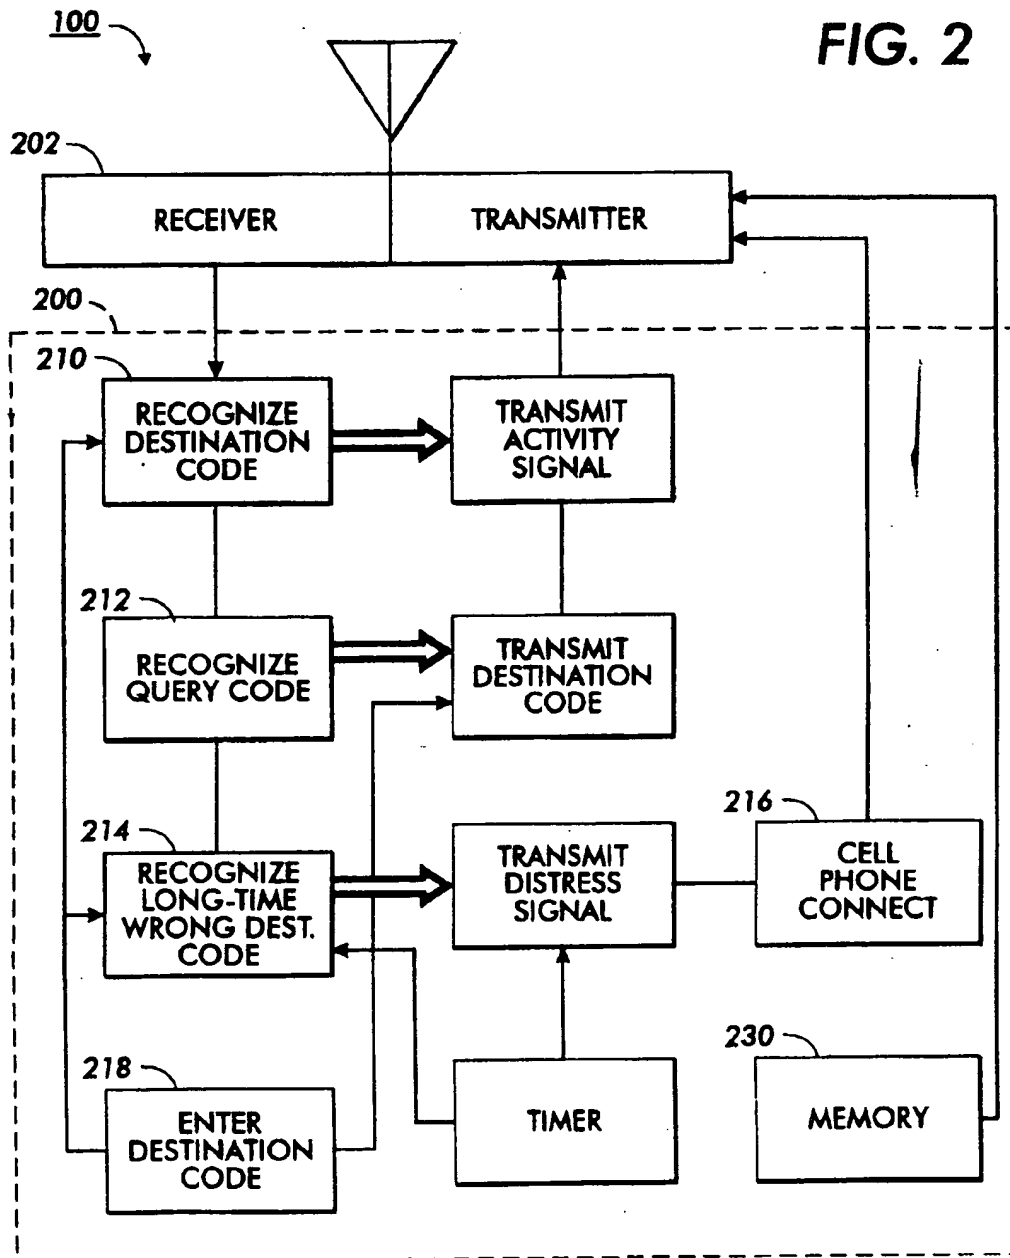 100
FIG. 2
202
RECEIVER
TRANSMITTER
200
210
RECOGNIZE
DESTINATION
CODE
TRANSMIT
ACTIVITY
SIGNAL
212
RECOGNIZE
QUERY CODE
TRANSMIT
DESTINATION
CODE
214
RECOGNIZE
LONG-TIME
WRONG DEST.
CODE
TRANSMIT
DISTRESS
SIGNAL
216
CELL
PHONE
CONNECT
218
ENTER
DESTINATION
CODE
TIMER
230
MEMORY